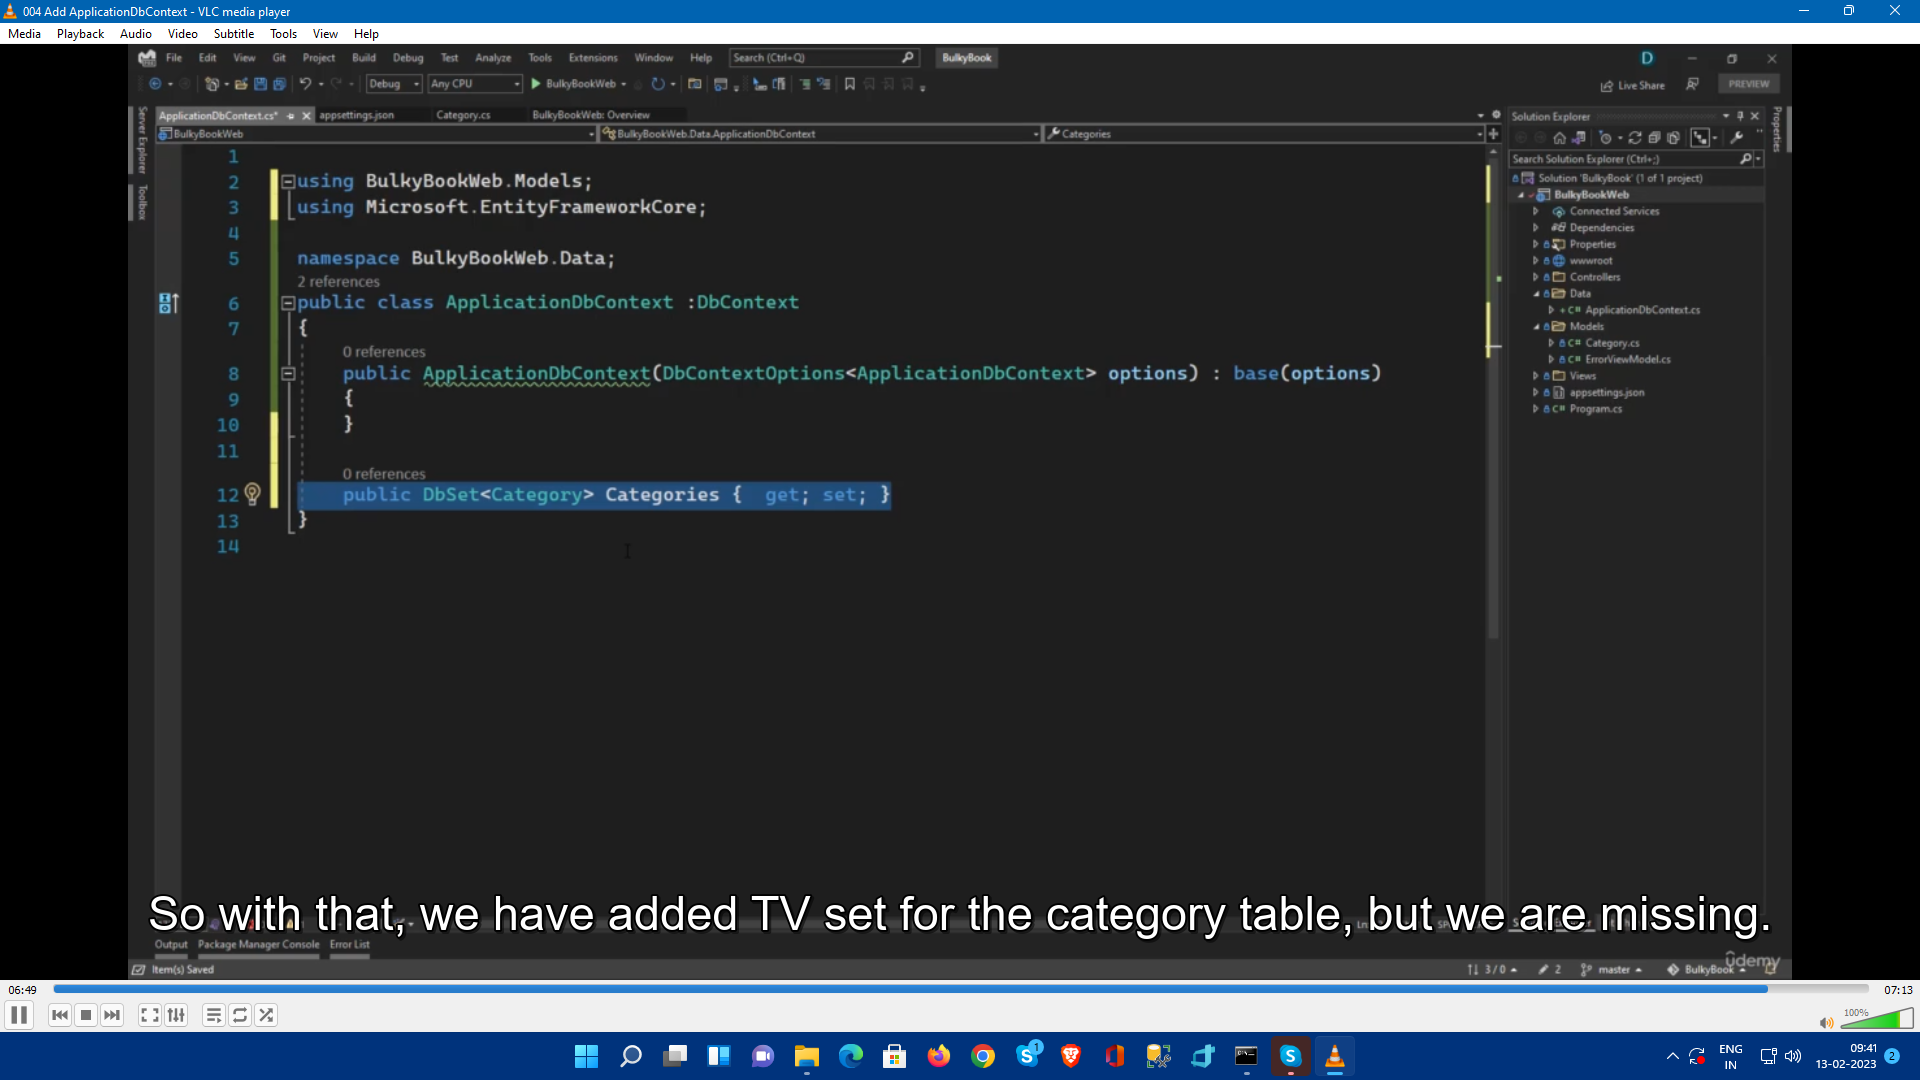 004 Add ApplicationDbContext - VLC media player
Media Playback Audio Video Subtitle Tools View Help
File Edit View Git Project Build Debug Test Analyze Tools Extensions Window Help Search (Ctrl+Q) BulkyBook D
Debug Any CPU BulkyBookWeb Live Share PREVIEW
Server Explorer
Toolbox
ApplicationDbContext.cs* appsettings.json Category.cs BulkyBookWeb: Overview
BulkyBookWeb BulkyBookWeb.Data.ApplicationDbContext Categories
1
2 using BulkyBookWeb.Models;
3 using Microsoft.EntityFrameworkCore;
4
5 namespace BulkyBookWeb.Data;
2 references
6 public class ApplicationDbContext :DbContext
7 {
0 references
8 public ApplicationDbContext(DbContextOptions<ApplicationDbContext> options) : base(options)
9 {
10 }
11
0 references
12 public DbSet<Category> Categories { get; set; }
13 }
14
Solution Explorer
Search Solution Explorer (Ctrl+;)
Solution 'BulkyBook' (1 of 1 project)
BulkyBookWeb
Connected Services
Dependencies
Properties
wwwroot
Controllers
Data
C# ApplicationDbContext.cs
Models
C# Category.cs
C# ErrorViewModel.cs
Views
appsettings.json
C# Program.cs
Properties
So with that, we have added TV set for the category table, but we are missing.
Output Package Manager Console Error List
Item(s) Saved 3 / 0 2 master BulkyBook
udemy
06:49 07:13
100%
1
ENG
IN
09:41
13-02-2023
2